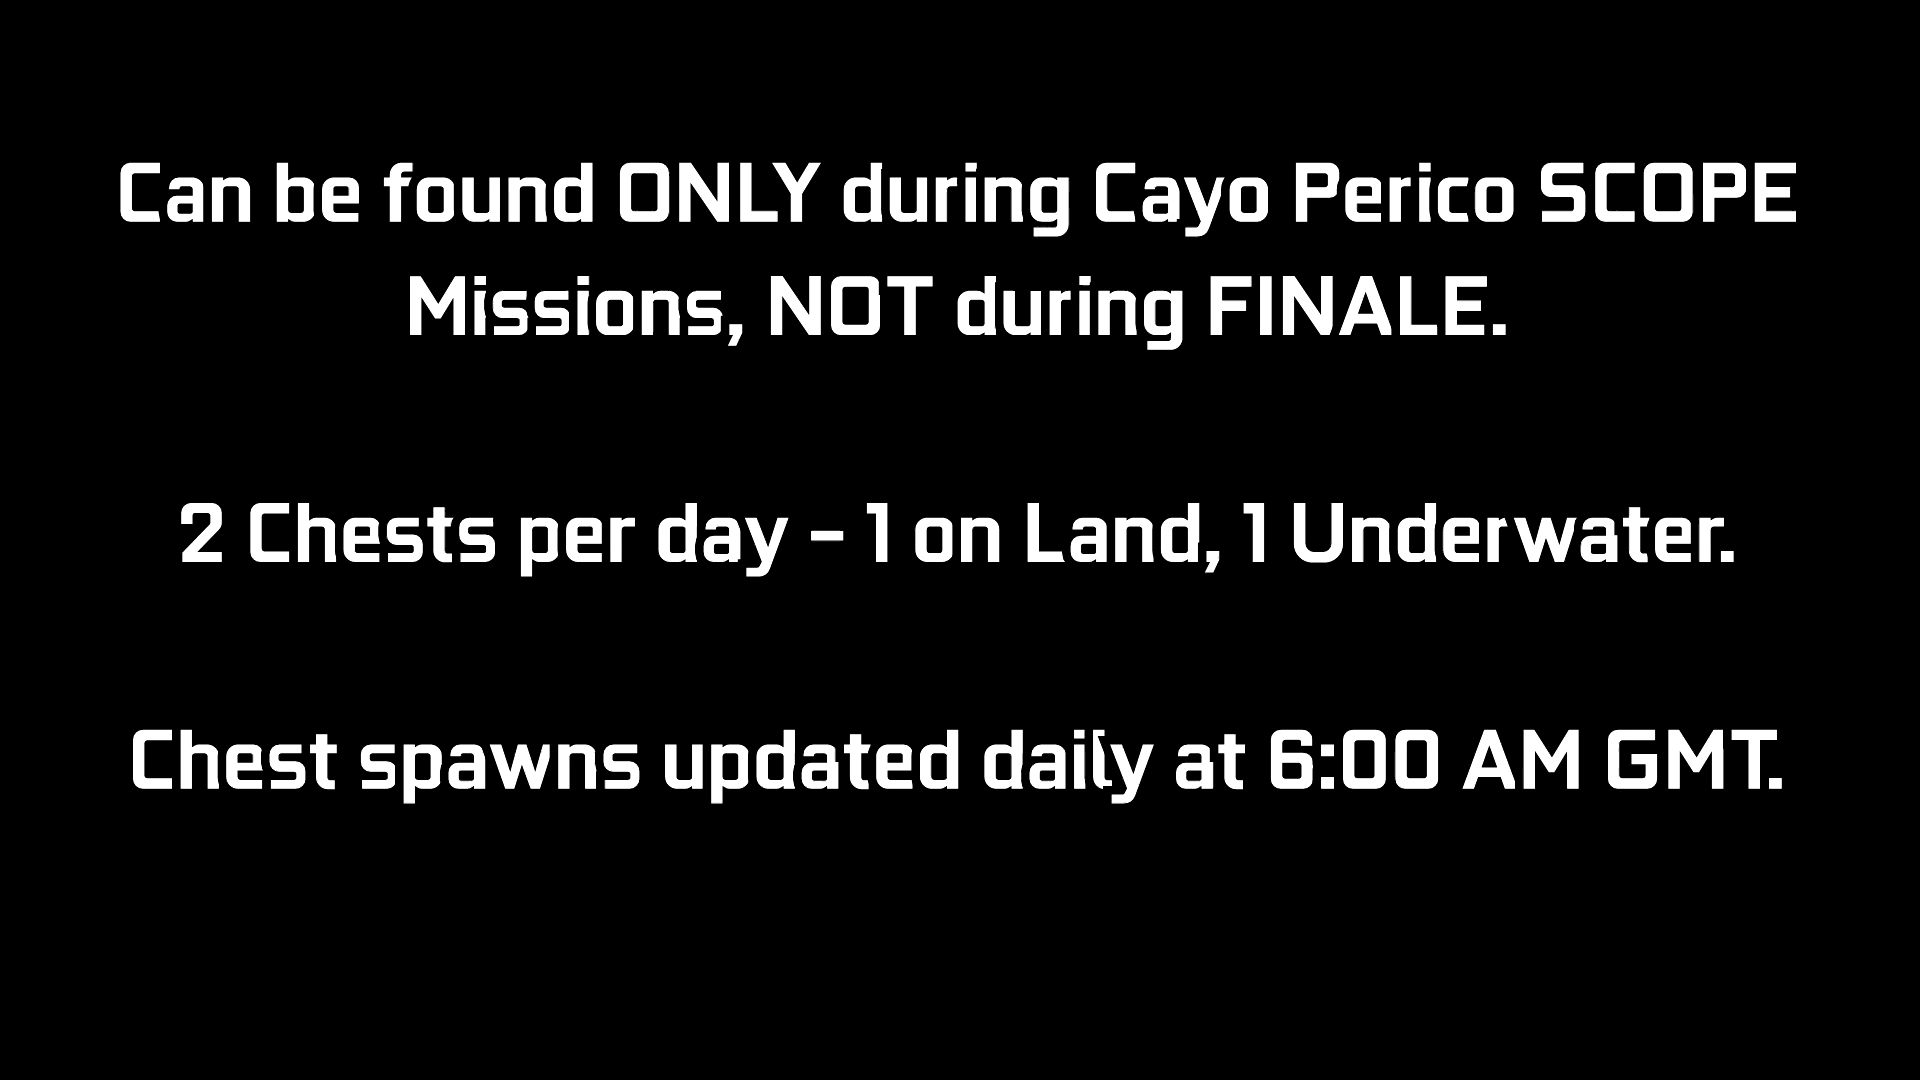 Can be found ONLY during Cayo Perico SCOPE
Missions, NOT during FINALE.
2 Chests per day – 1 on Land, 1 Underwater.
Chest spawns updated daily at 6:00 AM GMT.